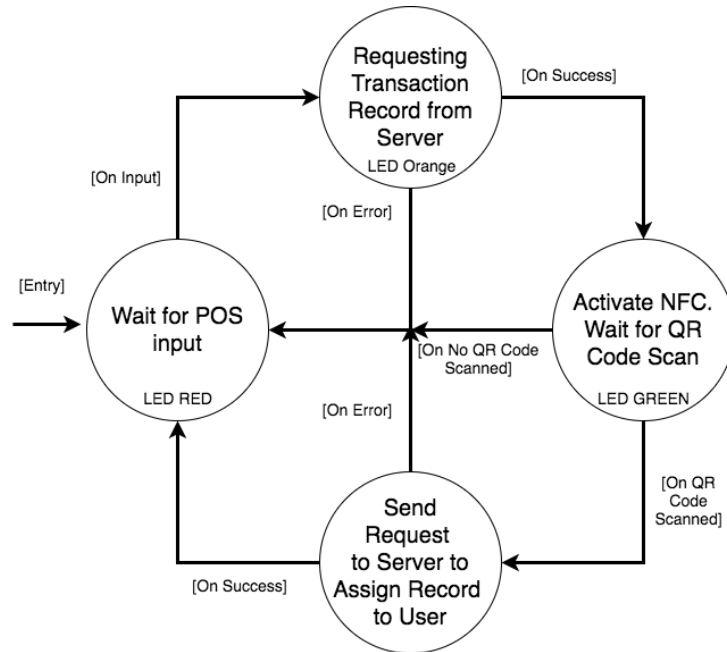 Requesting
Transaction
Record from
Server
LED Orange
[On Success]
[On Input]
[On Error]
[Entry]
Wait for POS
input
LED RED
Activate NFC.
Wait for QR
Code Scan
LED GREEN
[On No QR Code
Scanned]
[On Error]
[On QR
Code
Scanned]
Send
Request
to Server to
Assign Record
to User
[On Success]